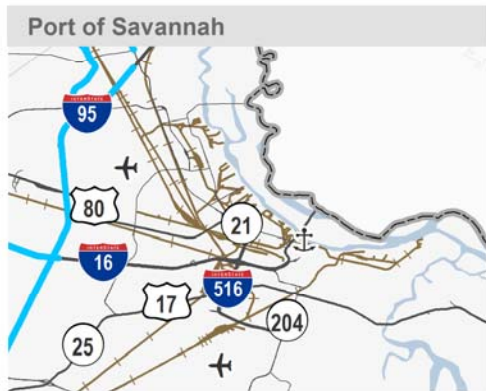 Port of Savannah
INTERSTATE
95
80
21
INTERSTATE
16
INTERSTATE
516
17
204
25